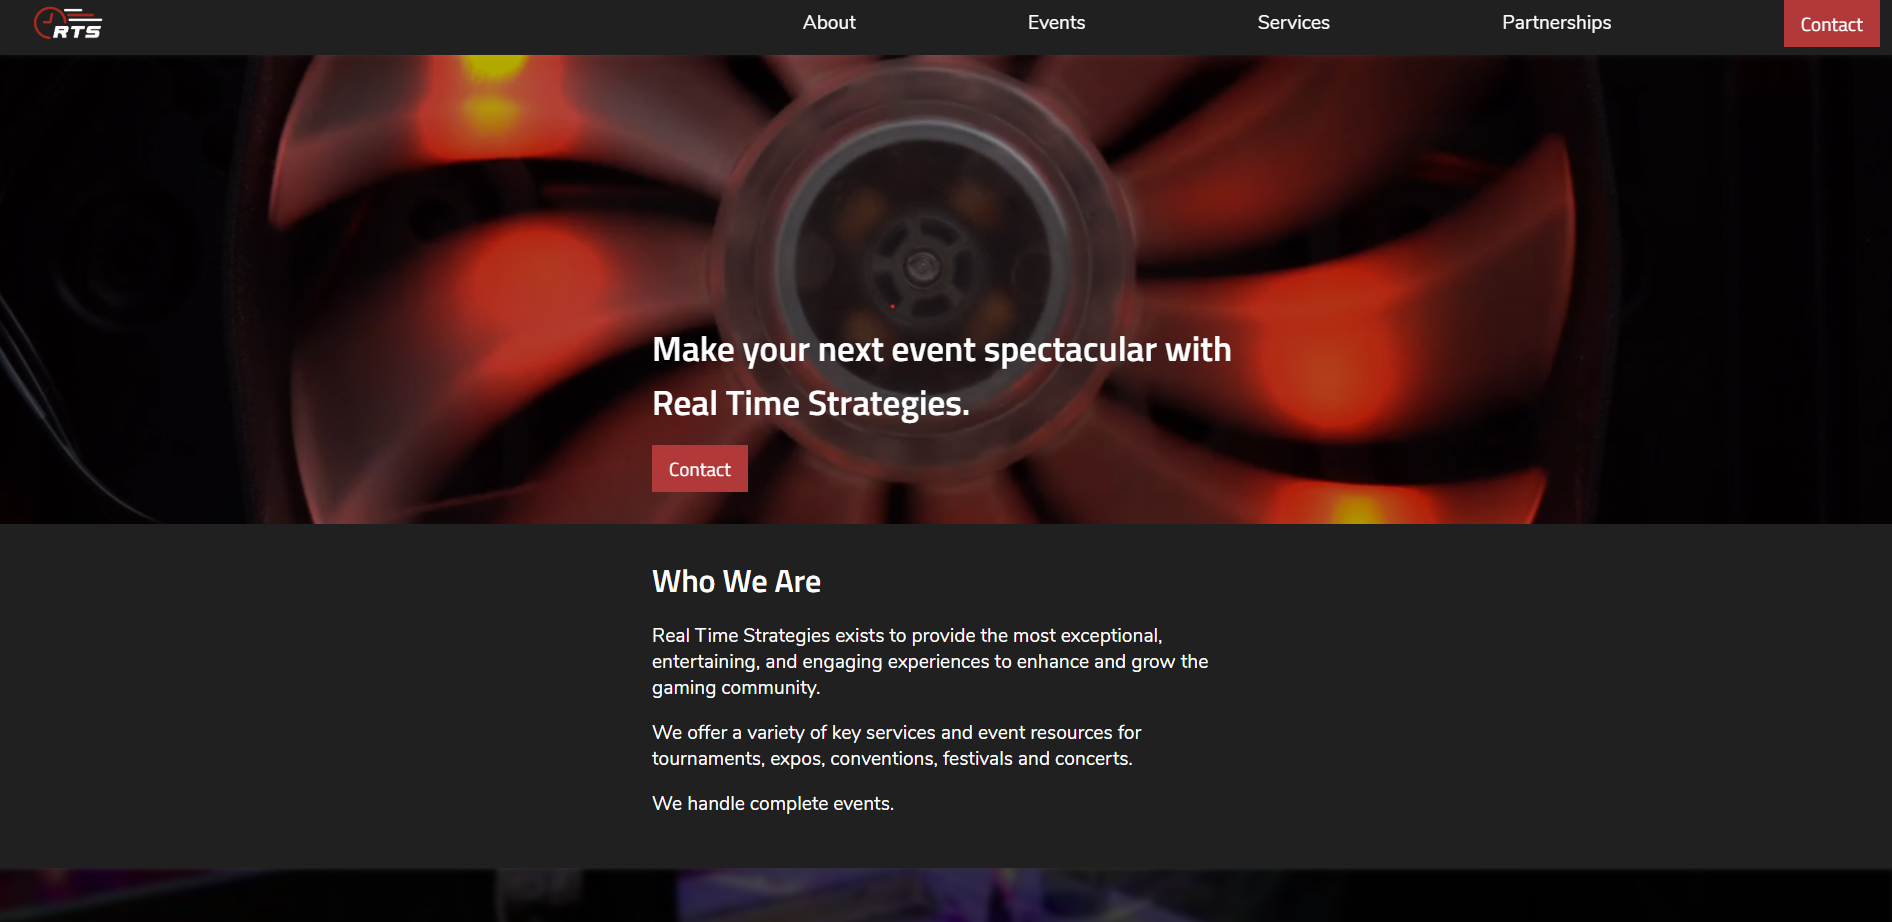 RTS
About Events Services Partnerships Contact
Make your next event spectacular with
Real Time Strategies.
Contact
Who We Are
Real Time Strategies exists to provide the most exceptional,
entertaining, and engaging experiences to enhance and grow the
gaming community.
We offer a variety of key services and event resources for
tournaments, expos, conventions, festivals and concerts.
We handle complete events.